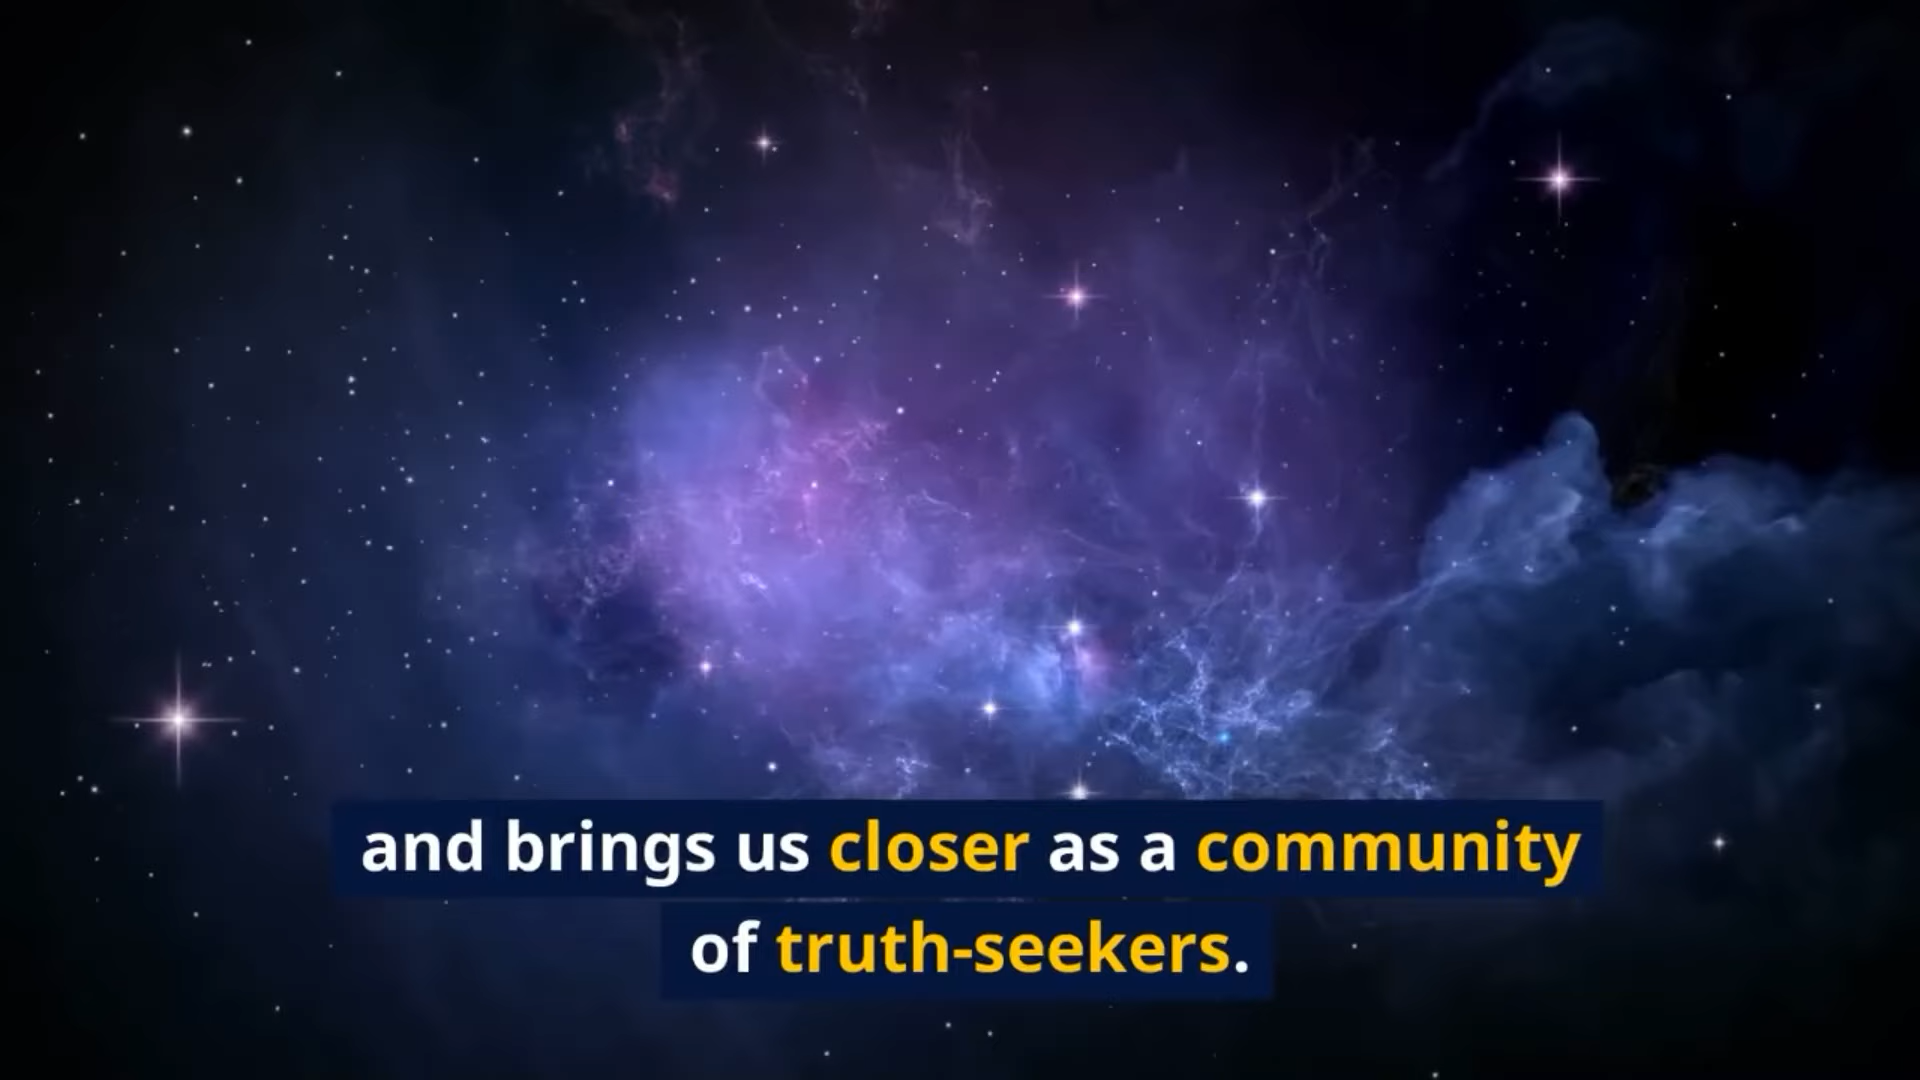 and brings us closer as a community
of truth-seekers.